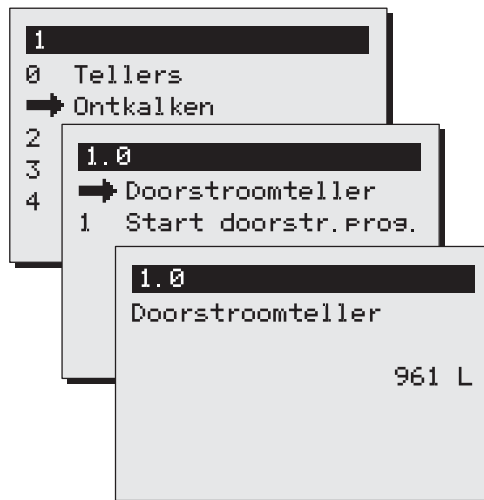 1
0 Tellers
Ontkalken
2
3
4
1.0
Doorstroomteller
1 Start doorstr.prog.
1.0
Doorstroomteller
961 L